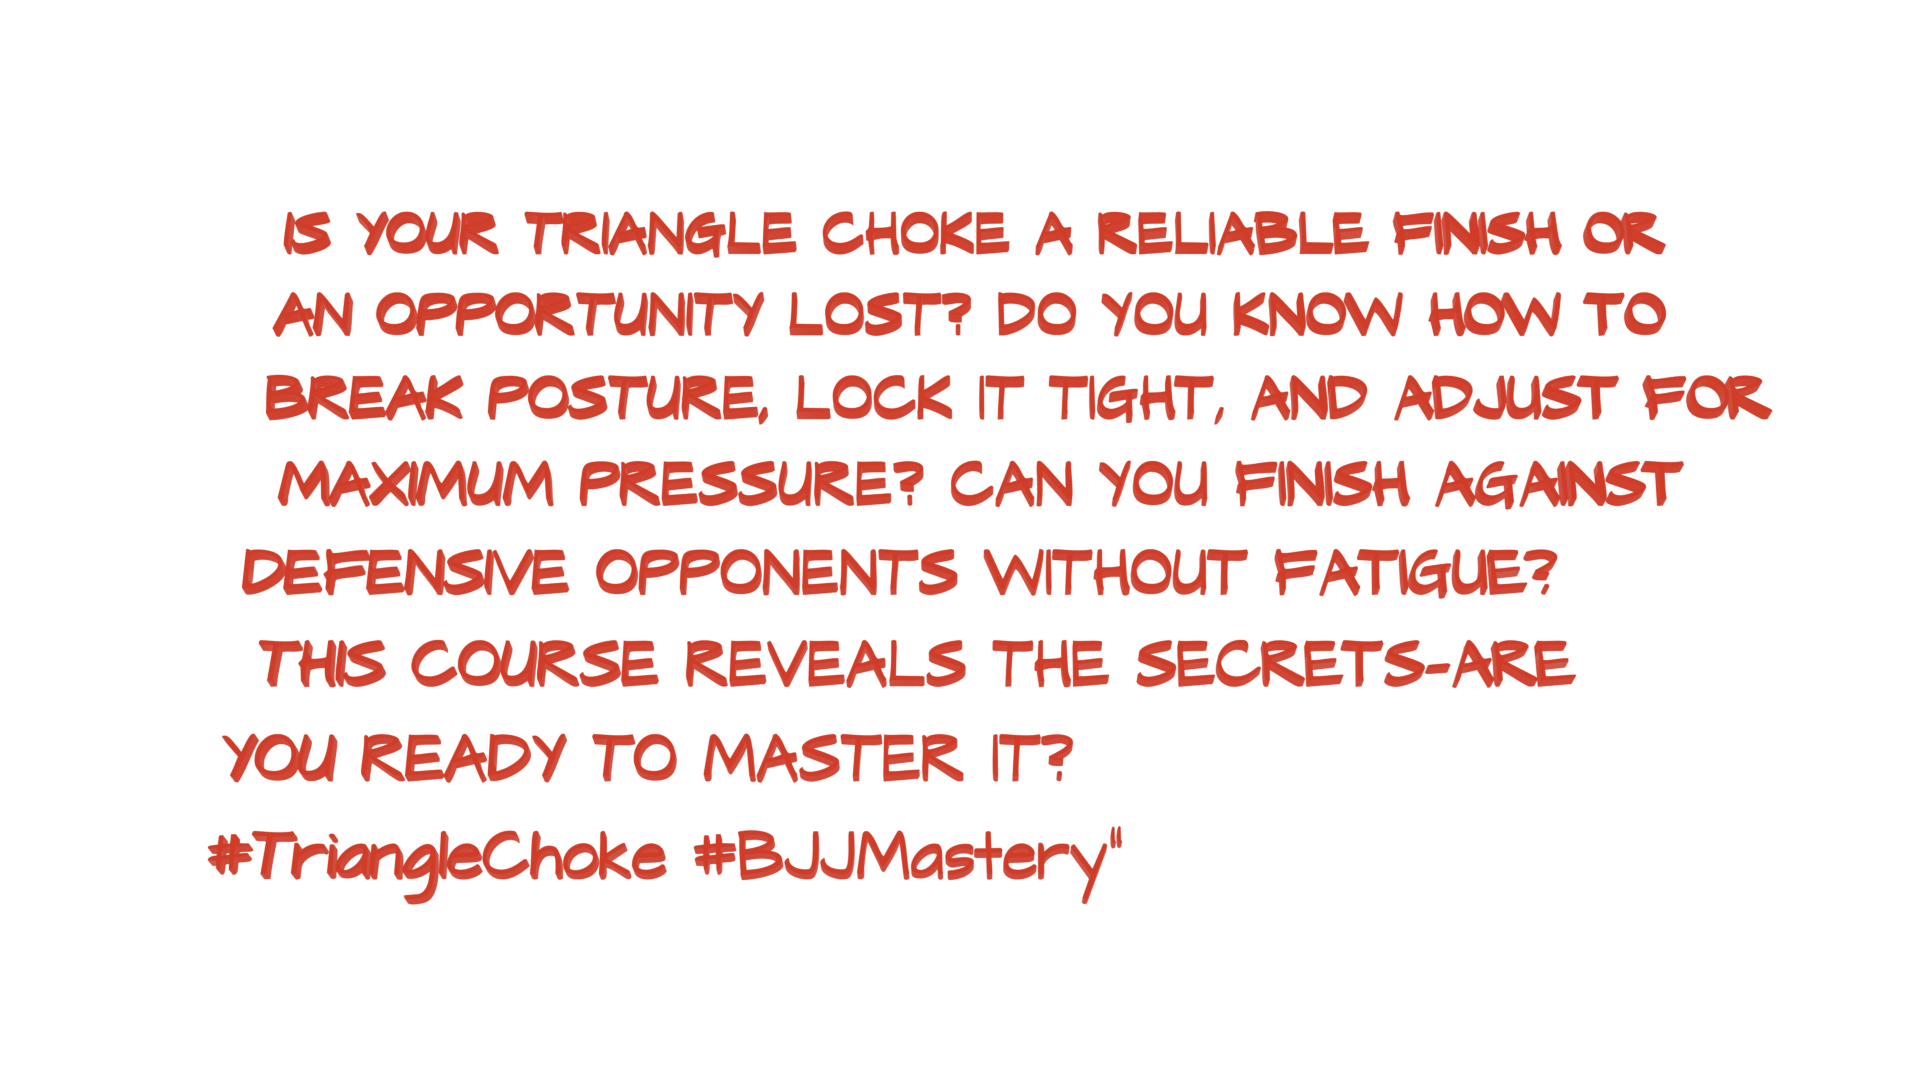 IS YOUR TRIANGLE CHOKE A RELIABLE FINISH OR
AN OPPORTUNITY LOST? DO YOU KNOW HOW TO
BREAK POSTURE, LOCK IT TIGHT, AND ADJUST FOR
MAXIMUM PRESSURE? CAN YOU FINISH AGAINST
DEFENSIVE OPPONENTS WITHOUT FATIGUE?
THIS COURSE REVEALS THE SECRETS-ARE
YOU READY TO MASTER IT?
#TriangleChoke #BJJMastery"